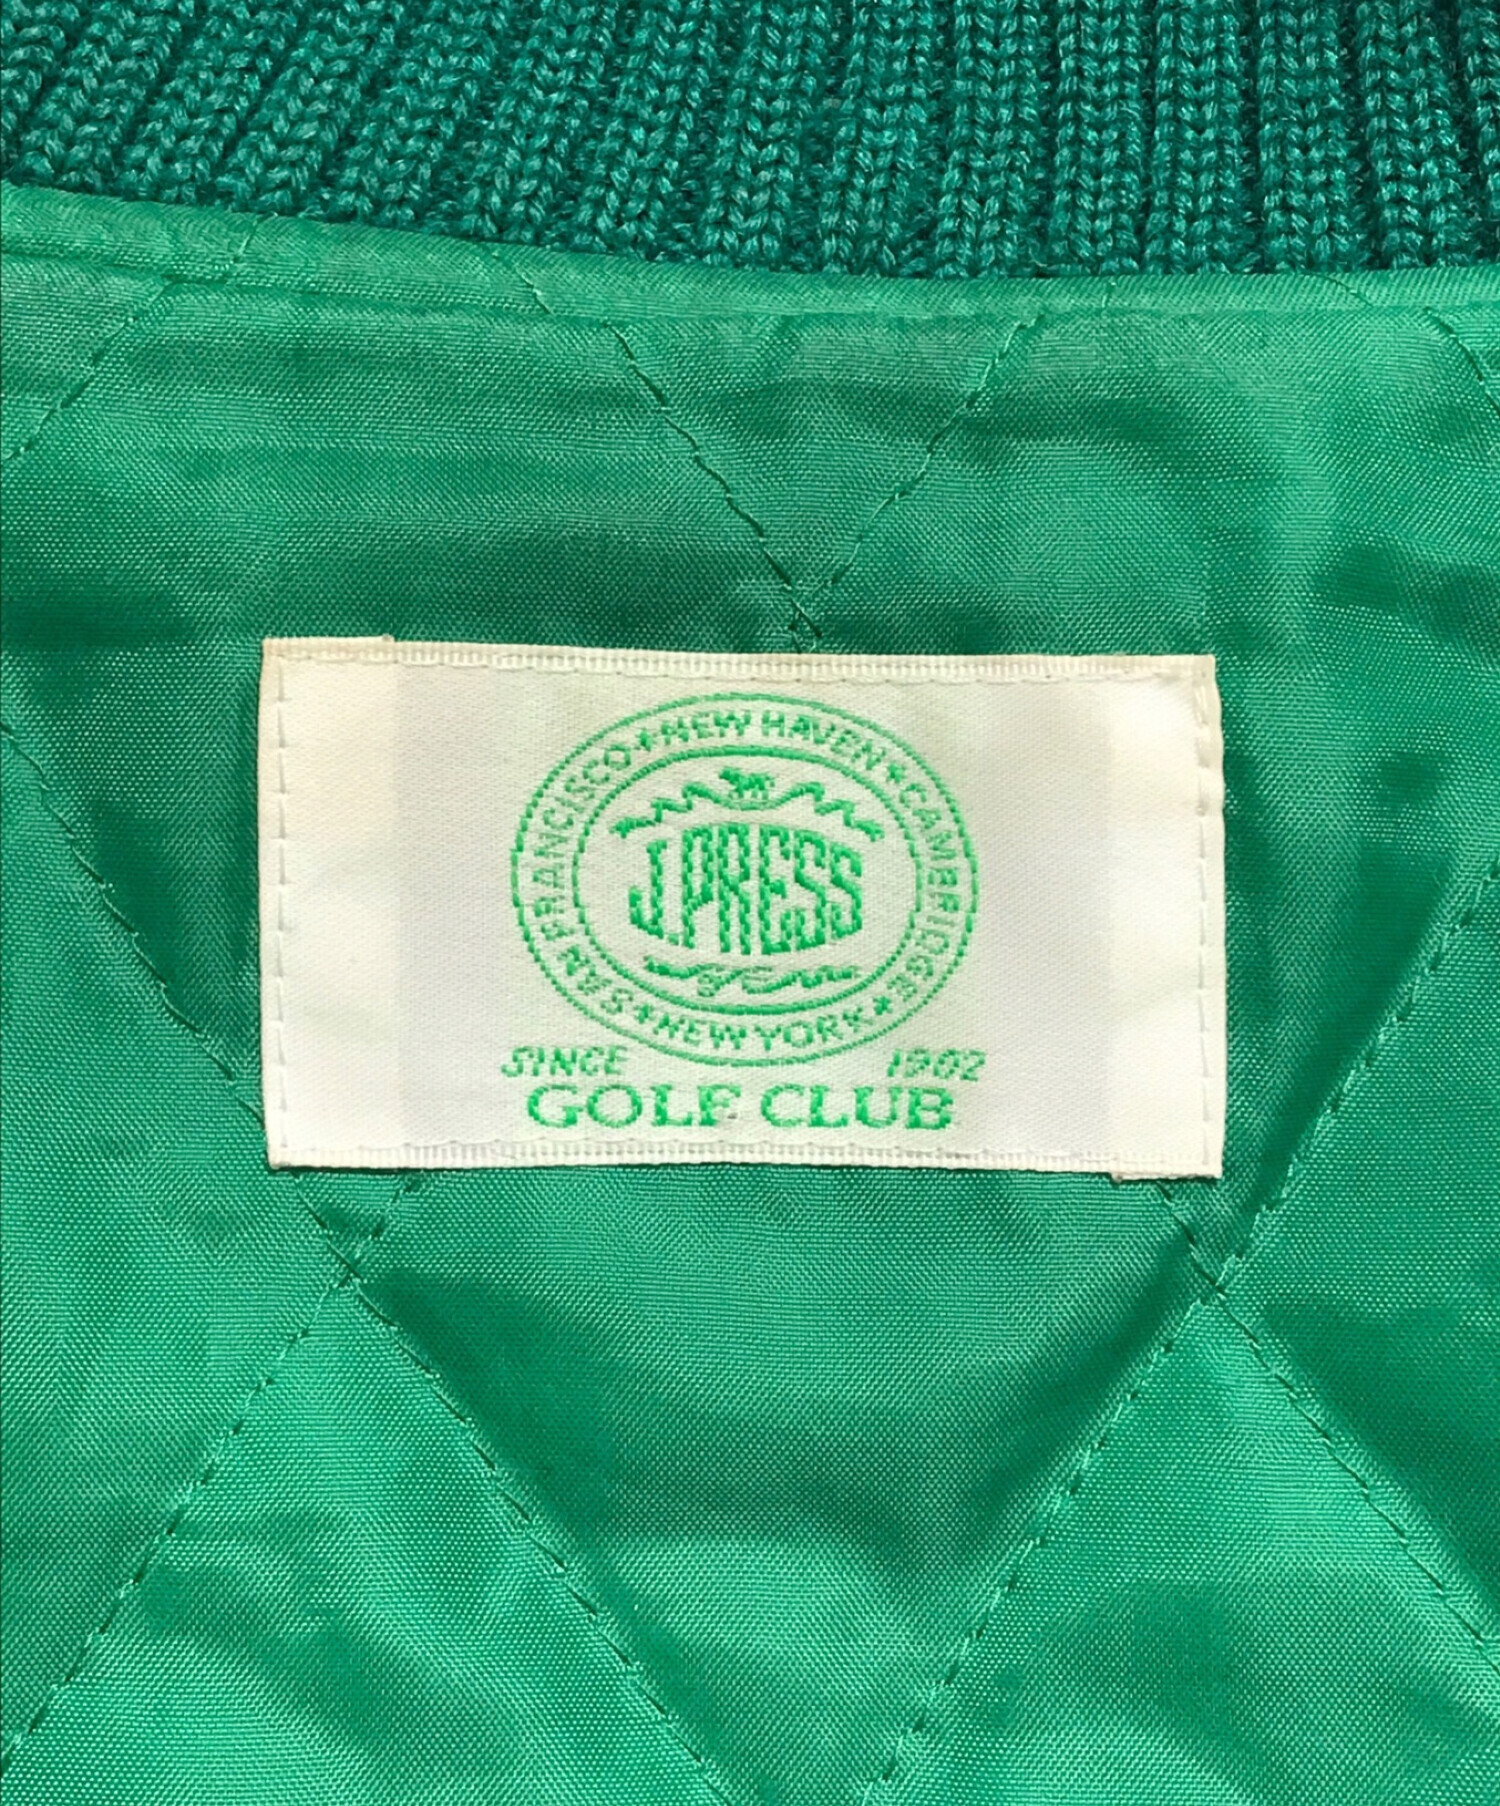 SAN FRANCISCO ★ NEW HAVEN ★ CAMBRIDGE ★ NEW YORK ★
J.PRESS
SINCE 1902
GOLF CLUB